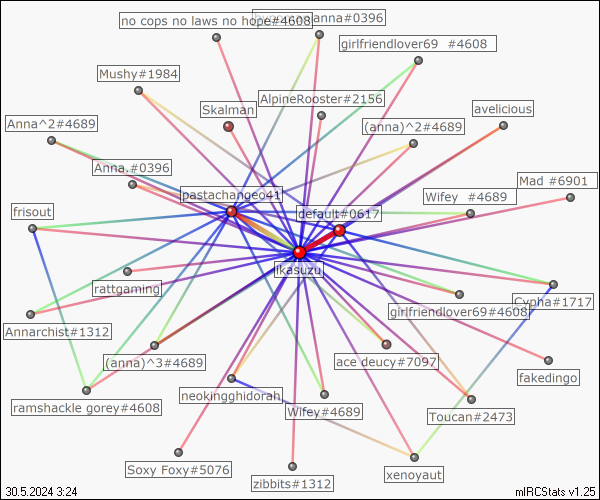 no cops no laws no hope#4608
anna#0396
girlfriendlover69 #4608
Mushy#1984
AlpineRooster#2156
Skalman
avelicious
Anna^2#4689
(anna)^2#4689
Anna.#0396
Mad #6901
pastachangeo41
Wifey #4689
frisout
default#0617
likasuzu
rattgaming
Cypha#1717
girlfriendlover69#4608
Annarchist#1312
(anna)^3#4689
ace deucy#7097
fakedingo
neokingghidorah
ramshackle gorey#4608
Wifey#4689
Toucan#2473
Soxy Foxy#5076
xenoyaut
zibbits#1312
30.5.2024 3:24
mIRCStats v1.25